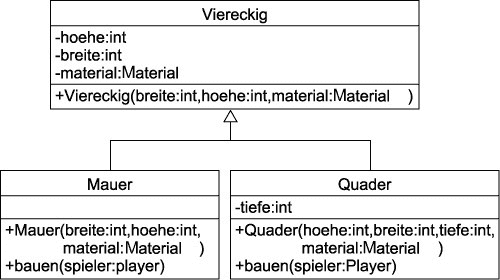 Viereckig
-hoehe:int
-breite:int
-material:Material
+Viereckig(breite:int,hoehe:int,material:Material )
Mauer
+Mauer(breite:int,hoehe:int,
material:Material )
+bauen(spieler:player)
Quader
-tiefe:int
+Quader(hoehe:int,breite:int,tiefe:int,
material:Material )
+bauen(spieler:Player)